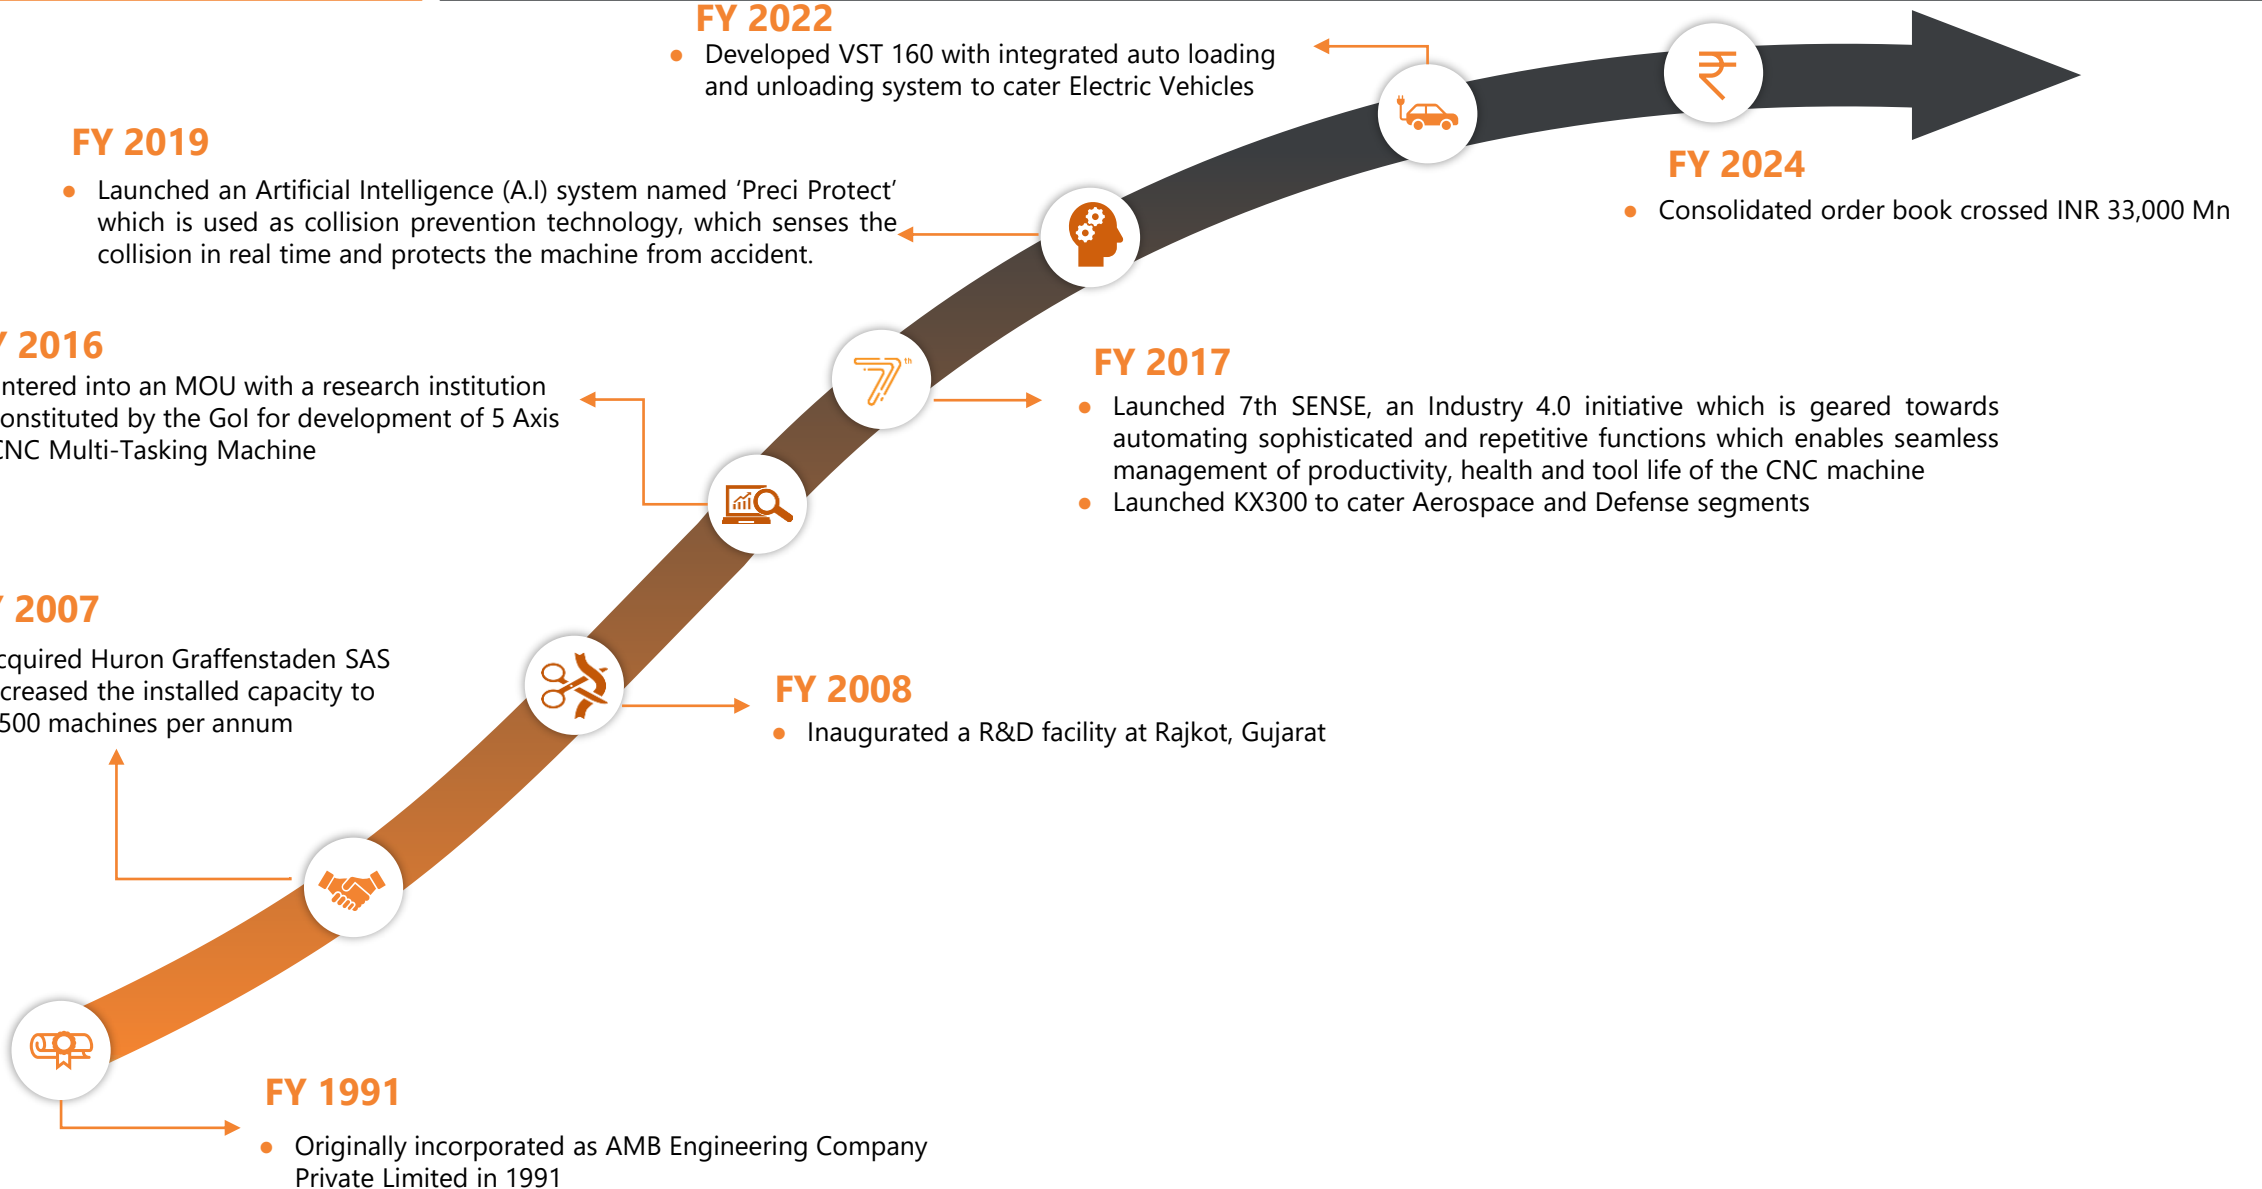 FY 2022
● Developed VST 160 with integrated auto loading
and unloading system to cater Electric Vehicles
FY 2019
● Launched an Artificial Intelligence (A.I) system named ‘Preci Protect’
which is used as collision prevention technology, which senses the
collision in real time and protects the machine from accident.
₹
FY 2024
● Consolidated order book crossed INR 33,000 Mn
Y 2016
ntered into an MOU with a research institution
onstituted by the GoI for development of 5 Axis
CNC Multi-Tasking Machine
7th
FY 2017
● Launched 7th SENSE, an Industry 4.0 initiative which is geared towards
automating sophisticated and repetitive functions which enables seamless
management of productivity, health and tool life of the CNC machine
● Launched KX300 to cater Aerospace and Defense segments
Y 2007
cquired Huron Graffenstaden SAS
creased the installed capacity to
500 machines per annum
FY 2008
● Inaugurated a R&D facility at Rajkot, Gujarat
FY 1991
● Originally incorporated as AMB Engineering Company
Private Limited in 1991